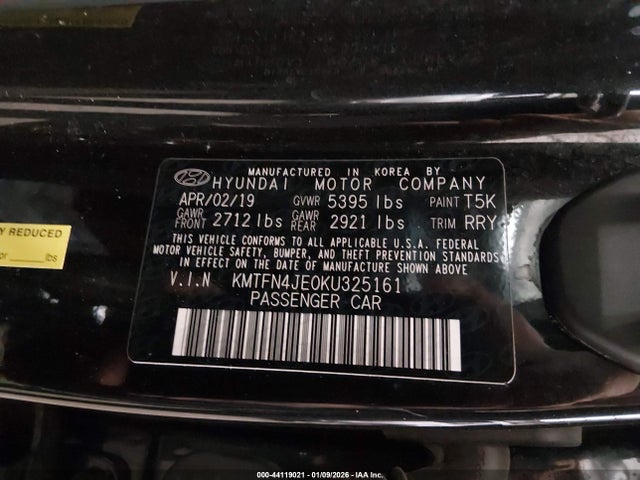 MANUFACTURED IN KOREA BY
HYUNDAI MOTOR COMPANY
APR/02/19 GVWR 5395 lbs PAINT T5K
GAWR FRONT 2712 lbs GAWR REAR 2921 lbs TRIM RRY
THIS VEHICLE CONFORMS TO ALL APPLICABLE U.S.A. FEDERAL
MOTOR VEHICLE SAFETY, BUMPER, AND THEFT PREVENTION STANDARDS
IN EFFECT ON THE DATE OF MANUFACTURE SHOWN ABOVE
V.I.N KMTFN4JE0KU325161
PASSENGER CAR
Y REDUCED
or lbs
000-44119021 - 01/09/2026 - IAA Inc.